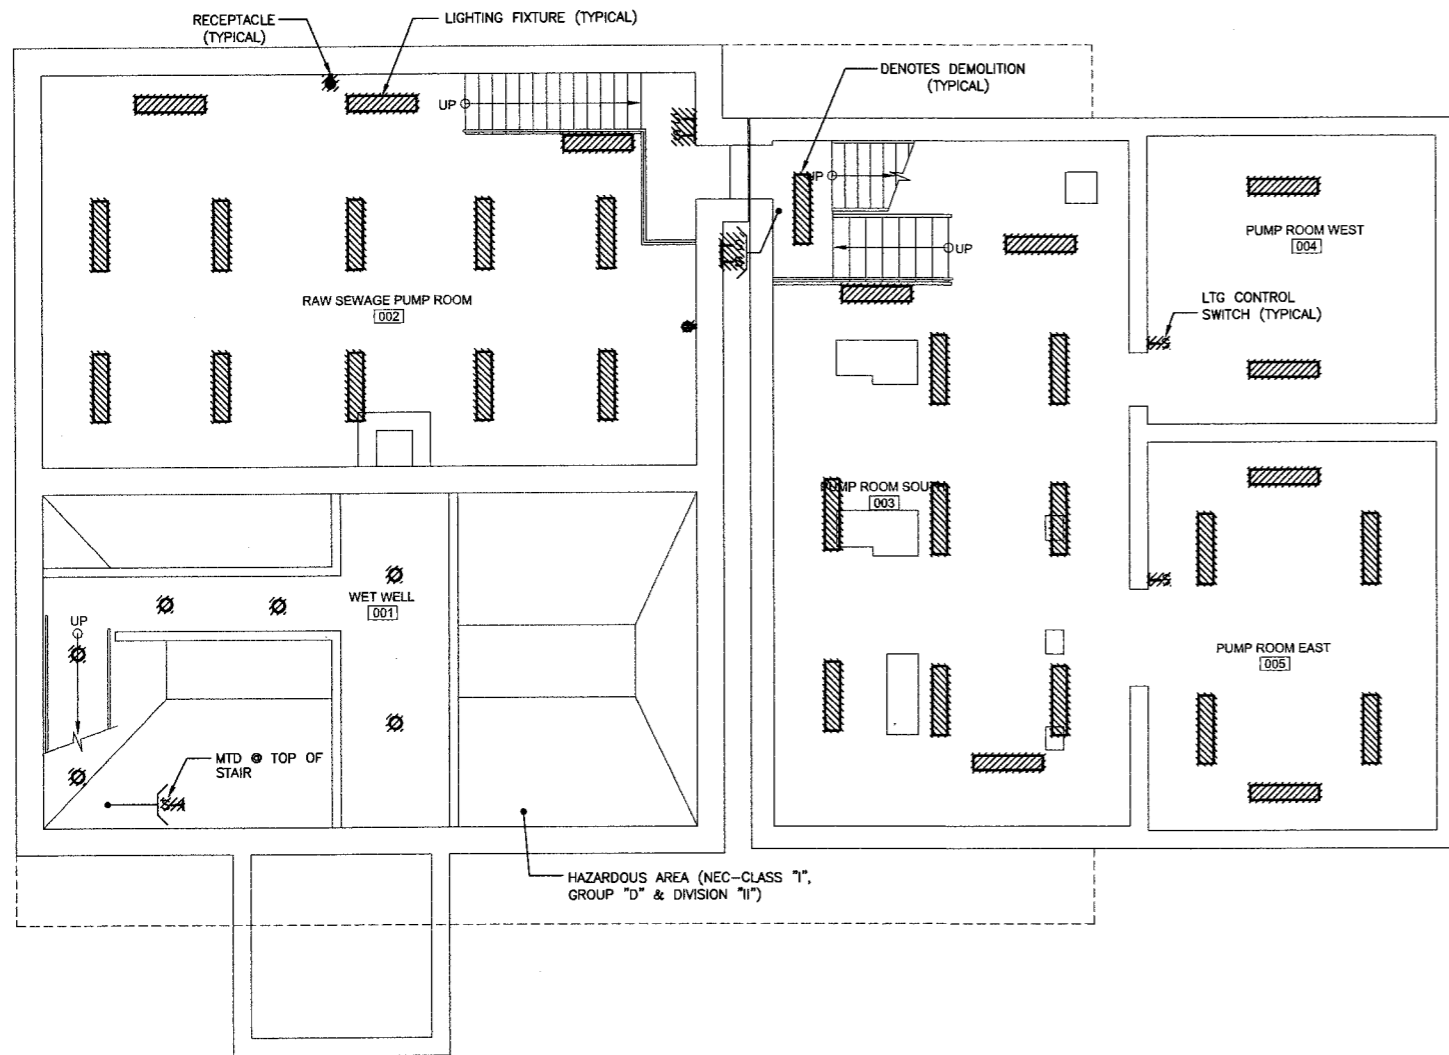 RECEPTACLE
(TYPICAL)
LIGHTING FIXTURE (TYPICAL)
DENOTES DEMOLITION
(TYPICAL)
UP
UP
UP
PUMP ROOM WEST
004
LTG CONTROL
SWITCH (TYPICAL)
RAW SEWAGE PUMP ROOM
002
PUMP ROOM SOUTH
003
WET WELL
001
UP
PUMP ROOM EAST
005
MTD @ TOP OF
STAIR
HAZARDOUS AREA (NEC-CLASS "I",
GROUP "D" & DIVISION "II")